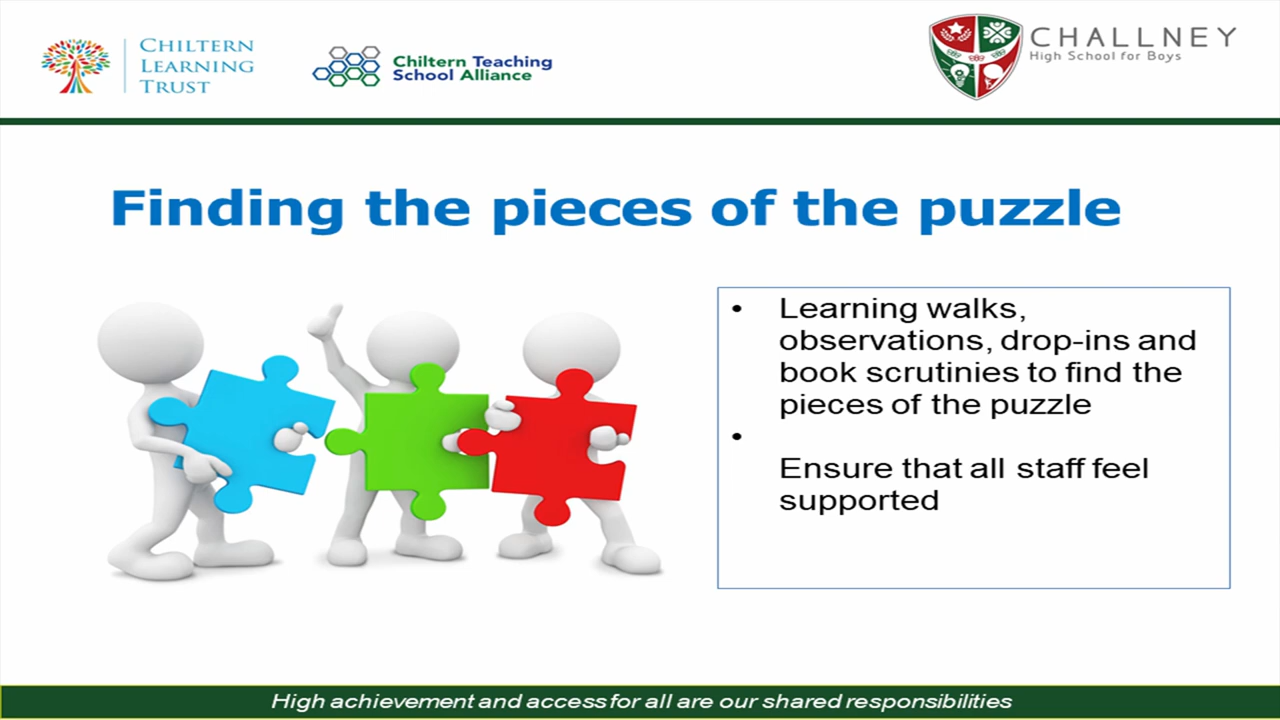 CHILTERN
LEARNING
TRUST
Chiltern Teaching
School Alliance
CHALLNEY
High School for Boys
Finding the pieces of the puzzle
• Learning walks,
observations, drop-ins and
book scrutinies to find the
pieces of the puzzle
•
Ensure that all staff feel
supported
High achievement and access for all are our shared responsibilities